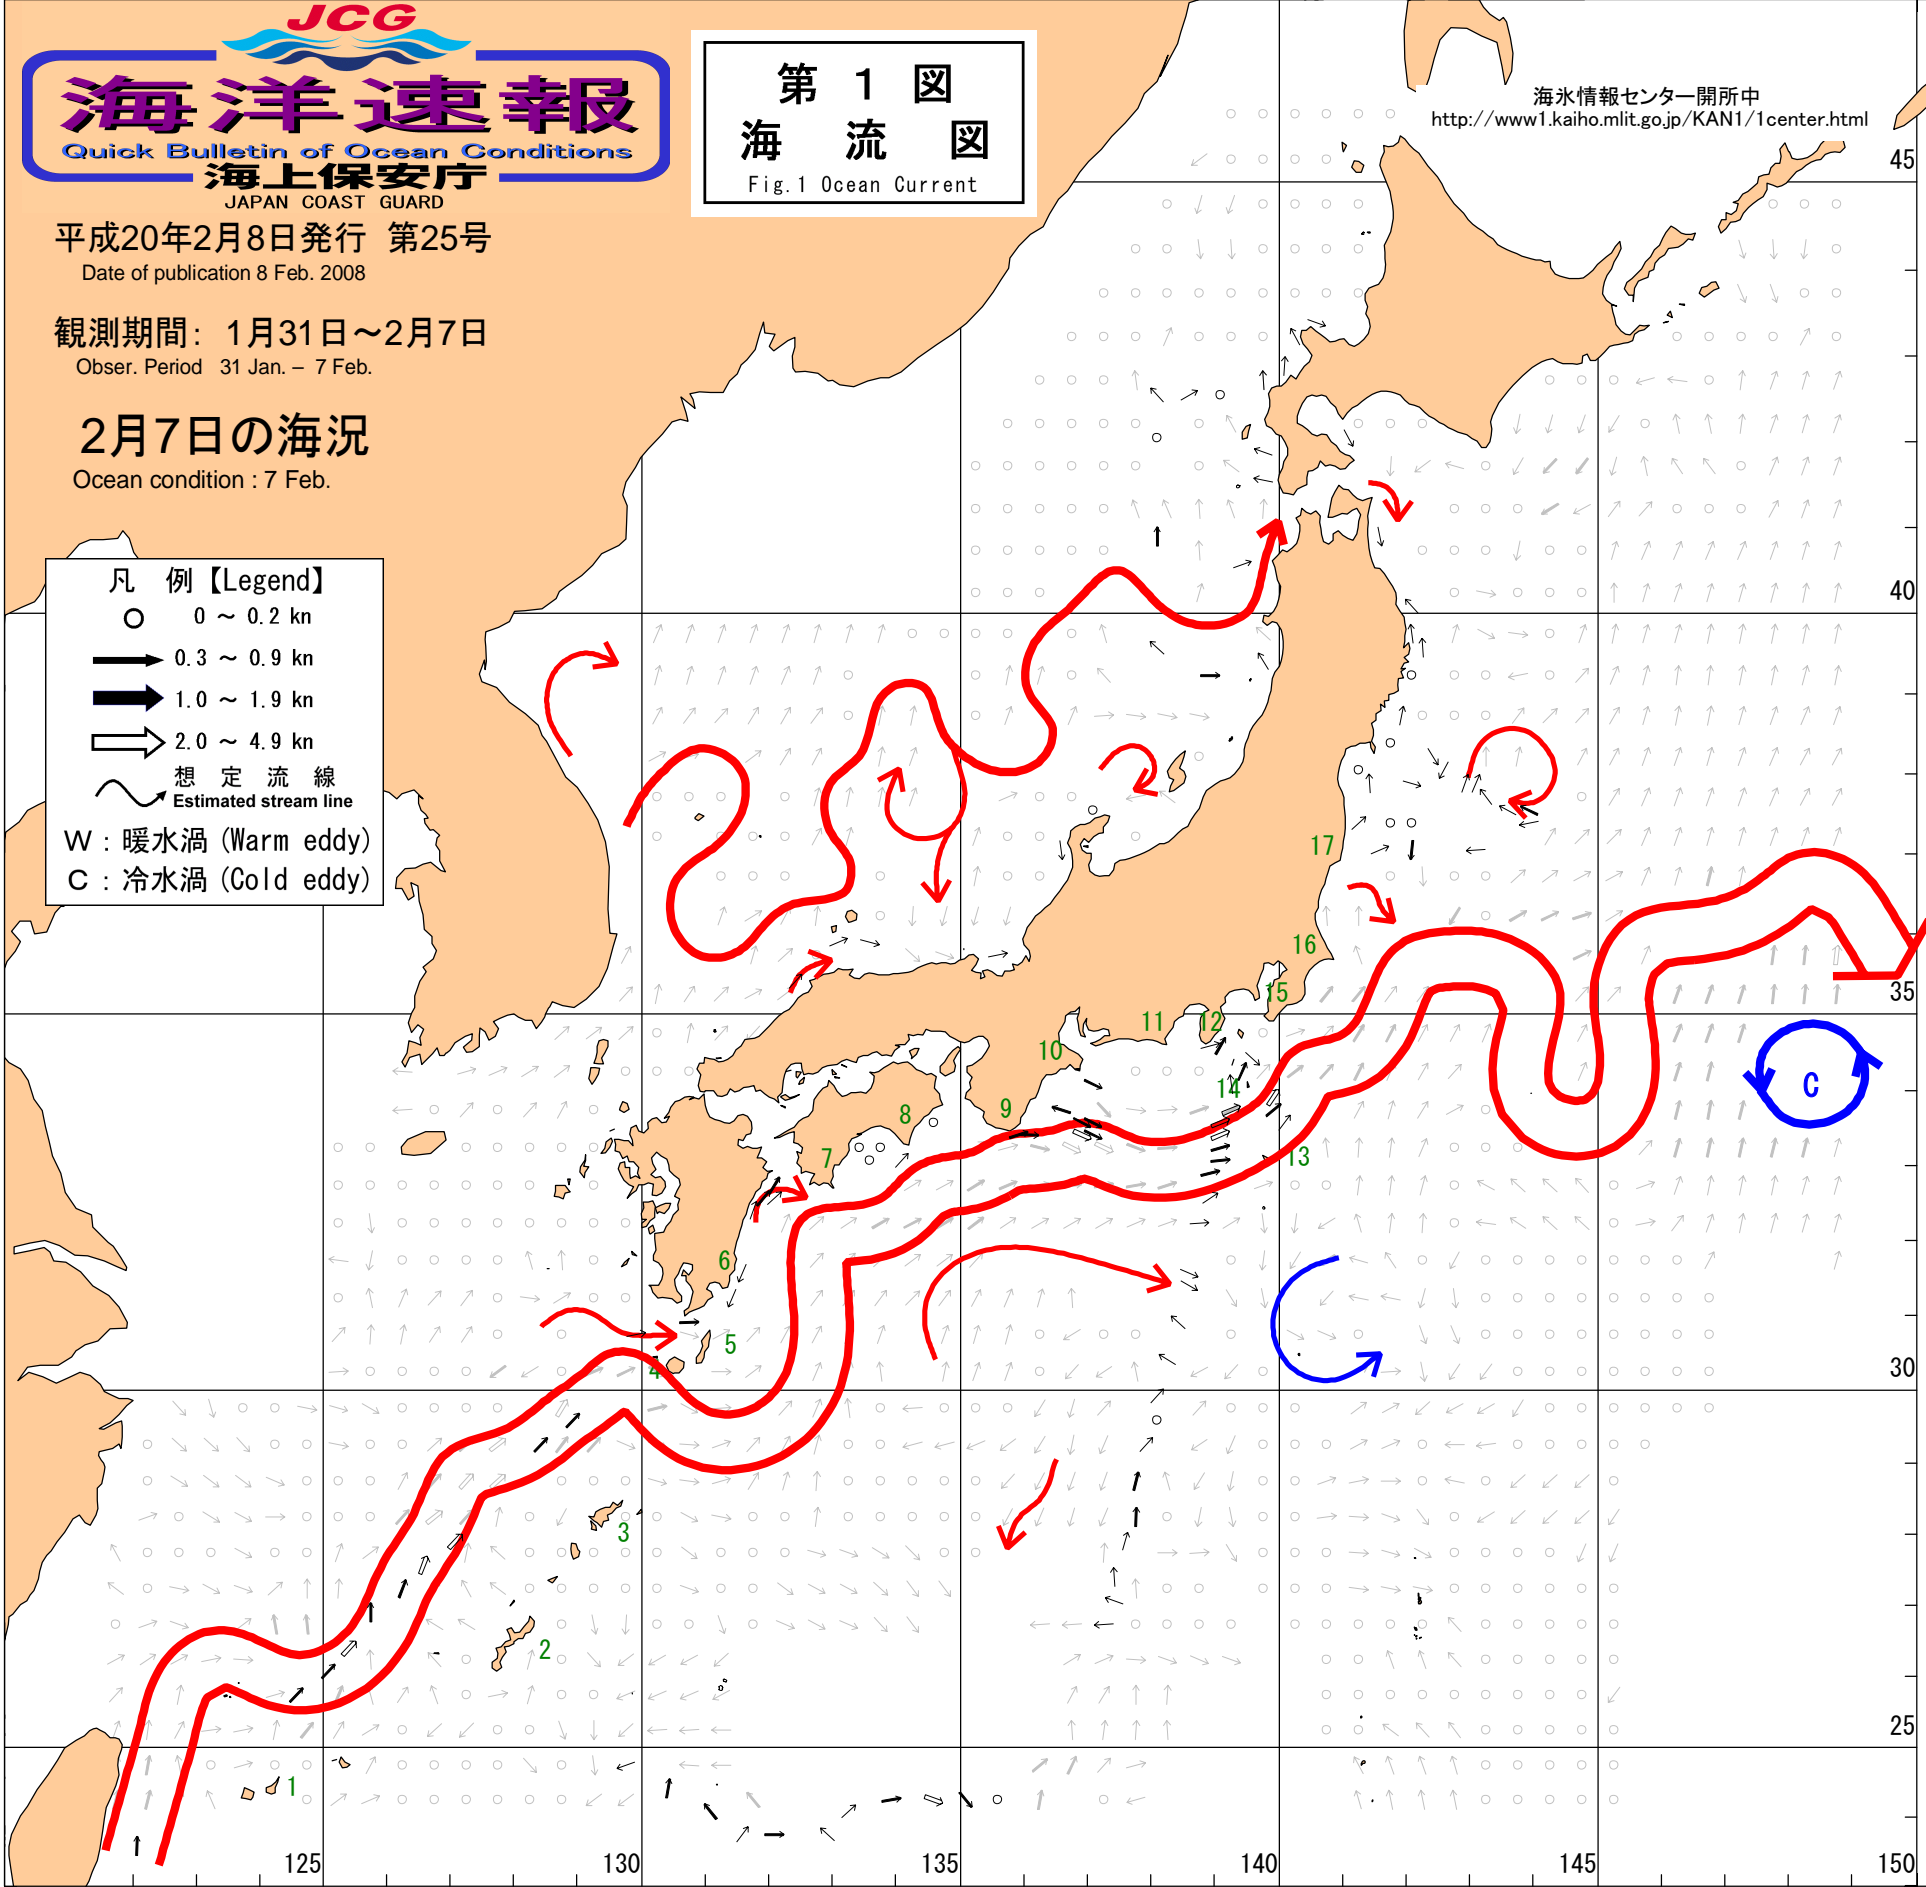 JCG
海洋速報
Quick Bulletin of Ocean Conditions
海上保安庁
JAPAN COAST GUARD
平成20年2月8日発行 第25号
Date of publication 8 Feb. 2008
観測期間: 1月31日～2月7日
Obser. Period 31 Jan. – 7 Feb.
2月7日の海況
Ocean condition : 7 Feb.
第 1 図
海 流 図
Fig.1 Ocean Current
海氷情報センター開所中
http://www1.kaiho.mlit.go.jp/KAN1/1center.html
凡 例【Legend】
0 ～ 0.2 kn
0.3 ～ 0.9 kn
1.0 ～ 1.9 kn
2.0 ～ 4.9 kn
想 定 流 線
Estimated stream line
W : 暖水渦 (Warm eddy)
C : 冷水渦 (Cold eddy)
45
40
17
16
35
15
12
11
10
C
14
9
8
13
7
6
5
4
30
3
2
25
1
125
130
135
140
145
150